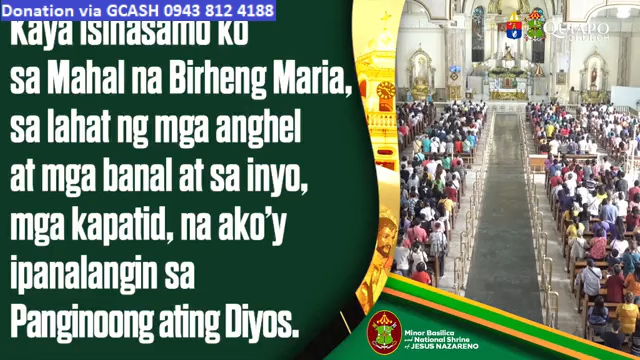 Donation via GCASH 0943 812 4188
Kaya isinasamo ko
sa Mahal na Birheng Maria,
sa lahat ng mga anghel
at mga banal at sa inyo,
mga kapatid, na ako'y
ipanalangin sa
Panginoong ating Diyos.
QUIAPO
CHURCH
Minor Basilica
and National Shrine
of JESUS NAZARENO